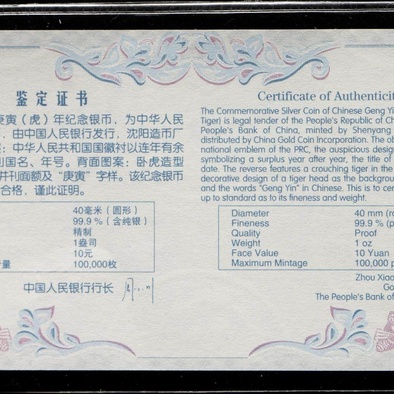 鉴定证书
庚寅（虎）年纪念银币，为中华人民
，由中国人民银行发行，沈阳造币厂
：中华人民共和国国徽衬以连年有余
刊国名、年号。背面图案：卧虎造型
并刊面额及“庚寅”字样。该纪念银币
合格，谨此证明。
40毫米（圆形）
99.9％（含纯银）
精制
1盎司
10元
量 100,000枚
中国人民银行行长
Certificate of Authenticit
The Commemorative Silver Coin of Chinese Geng Yi
Tiger) is legal tender of the People's Republic of Ch
People's Bank of China, minted by Shenyang
distributed by China Gold Coin Incorporation. The ob
national emblem of the PRC, the auspicious design
symbolizing a surplus year after year, the title of
date. The reverse features a crouching tiger in the
decorative design of a tiger head as the background
and the words "Geng Yin" in Chinese. This is to cert
up to standard as to its fineness and weight.
Diameter 40 mm (ro
Fineness 99.9% (p
Quality Proof
Weight 1 oz
Face Value 10 Yuan
Maximum Mintage 100,000 p
Zhou Xiao
Go
The People's Bank of